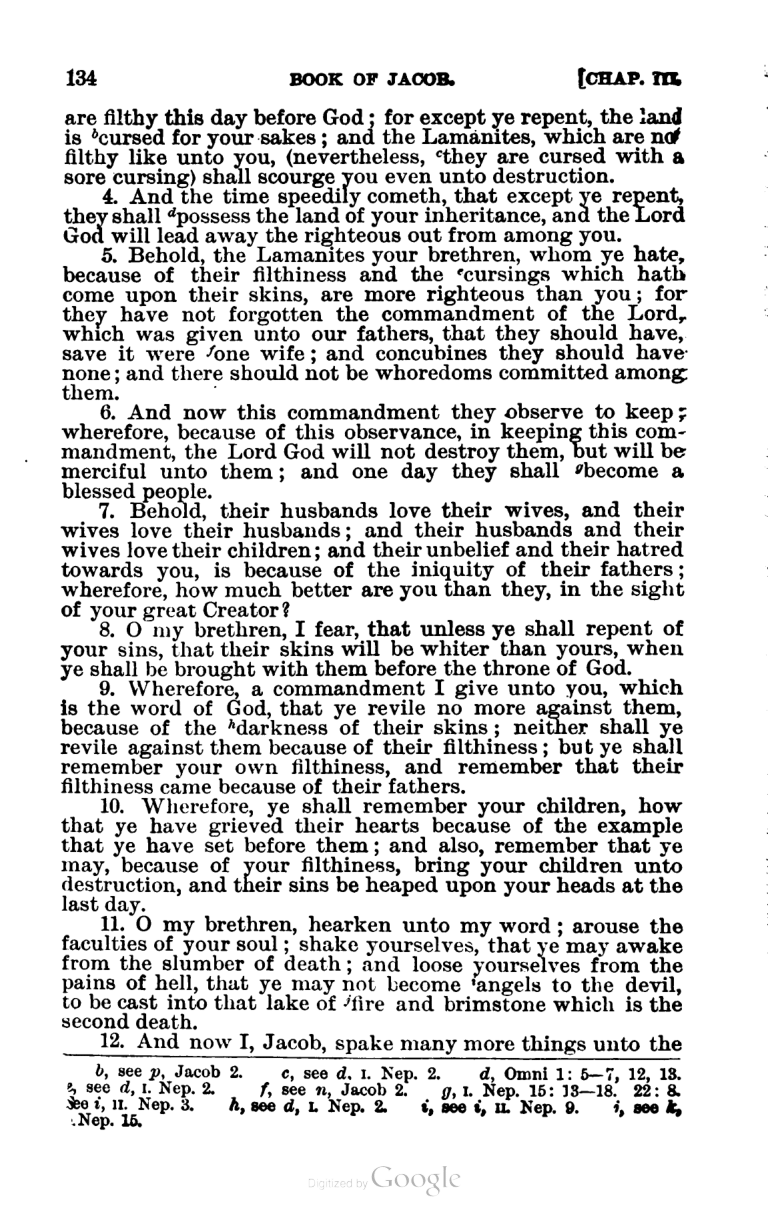 134 BOOK OF JACOB. [CHAP. III.
are filthy this day before God; for except ye repent, the land
is ᵇcursed for your sakes; and the Lamanites, which are not
filthy like unto you, (nevertheless, ᶜthey are cursed with a
sore cursing) shall scourge you even unto destruction.
4. And the time speedily cometh, that except ye repent,
they shall ᵈpossess the land of your inheritance, and the Lord
God will lead away the righteous out from among you.
5. Behold, the Lamanites your brethren, whom ye hate,
because of their filthiness and the ᵉcursings which hath
come upon their skins, are more righteous than you; for
they have not forgotten the commandment of the Lord,
which was given unto our fathers, that they should have,
save it were ᶠone wife; and concubines they should have
none; and there should not be whoredoms committed among
them.
6. And now this commandment they observe to keep;
wherefore, because of this observance, in keeping this com-
mandment, the Lord God will not destroy them, but will be
merciful unto them; and one day they shall ᵍbecome a
blessed people.
7. Behold, their husbands love their wives, and their
wives love their husbands; and their husbands and their
wives love their children; and their unbelief and their hatred
towards you, is because of the iniquity of their fathers;
wherefore, how much better are you than they, in the sight
of your great Creator?
8. O my brethren, I fear, that unless ye shall repent of
your sins, that their skins will be whiter than yours, when
ye shall be brought with them before the throne of God.
9. Wherefore, a commandment I give unto you, which
is the word of God, that ye revile no more against them,
because of the ʰdarkness of their skins; neither shall ye
revile against them because of their filthiness; but ye shall
remember your own filthiness, and remember that their
filthiness came because of their fathers.
10. Wherefore, ye shall remember your children, how
that ye have grieved their hearts because of the example
that ye have set before them; and also, remember that ye
may, because of your filthiness, bring your children unto
destruction, and their sins be heaped upon your heads at the
last day.
11. O my brethren, hearken unto my word; arouse the
faculties of your soul; shake yourselves, that ye may awake
from the slumber of death; and loose yourselves from the
pains of hell, that ye may not become ⁱangels to the devil,
to be cast into that lake of ʲfire and brimstone which is the
second death.
12. And now I, Jacob, spake many more things unto the
b, see p, Jacob 2. c, see d, I. Nep. 2. d, Omni 1: 5—7, 12, 13.
e, see d, I. Nep. 2. f, see n, Jacob 2. g, I. Nep. 15: 13—18. 22: 8.
See i, II. Nep. 3. h, see d, I. Nep. 2. i, see i, II. Nep. 9. j, see k,
Nep. 15.
Digitized by Google